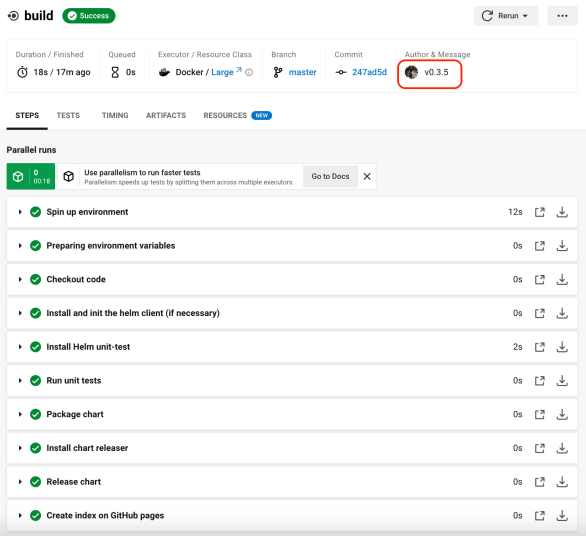 build Success Rerun
Duration / Finished Queued Executor / Resource Class Branch Commit Author & Message
18s / 17m ago 0s Docker / Large master 247ad5d v0.3.5
STEPS TESTS TIMING ARTIFACTS RESOURCES NEW
Parallel runs
0
00:18
Use parallelism to run faster tests
Parallelism speeds up tests by splitting them across multiple executors.
Go to Docs
Spin up environment 12s
Preparing environment variables 0s
Checkout code 0s
Install and init the helm client (if necessary) 0s
Install Helm unit-test 2s
Run unit tests 0s
Package chart 0s
Install chart releaser 0s
Release chart 0s
Create index on GitHub pages 0s